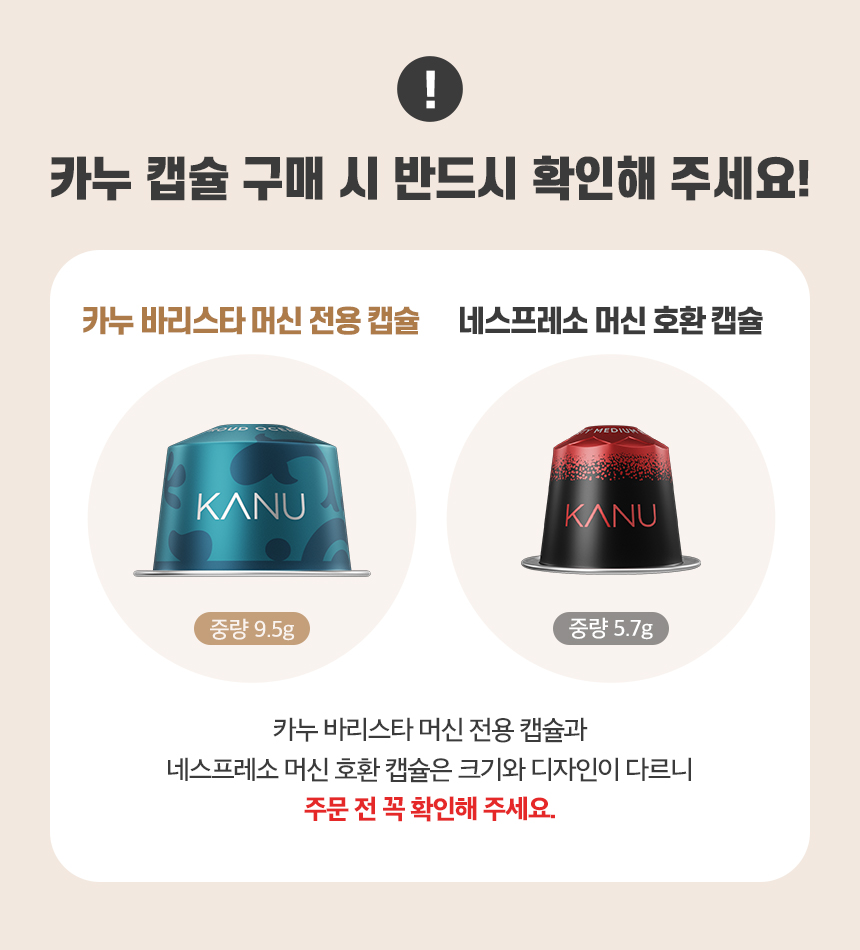 !
카누 캡슐 구매 시 반드시 확인해 주세요!
카누 바리스타 머신 전용 캡슐
네스프레소 머신 호환 캡슐
KANU
중량 9.5g
MEDIUM
KANU
중량 5.7g
카누 바리스타 머신 전용 캡슐과
네스프레소 머신 호환 캡슐은 크기와 디자인이 다르니
주문 전 꼭 확인해 주세요.